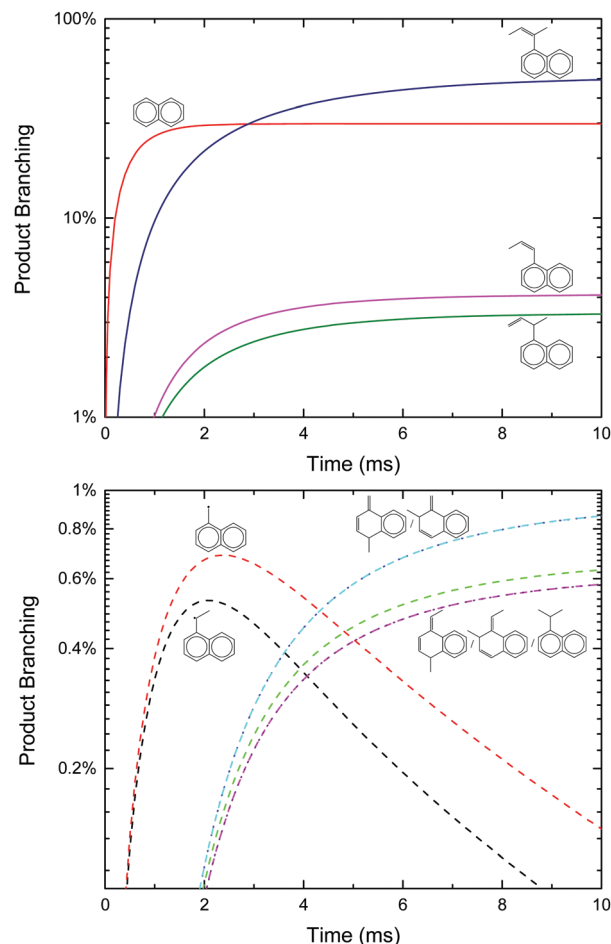 100%
10%
1%
Product Branching
0 2 4 6 8 10
Time (ms)
1%
0.8%
0.6%
0.4%
0.2%
Product Branching
/
/ /
0 2 4 6 8 10
Time (ms)